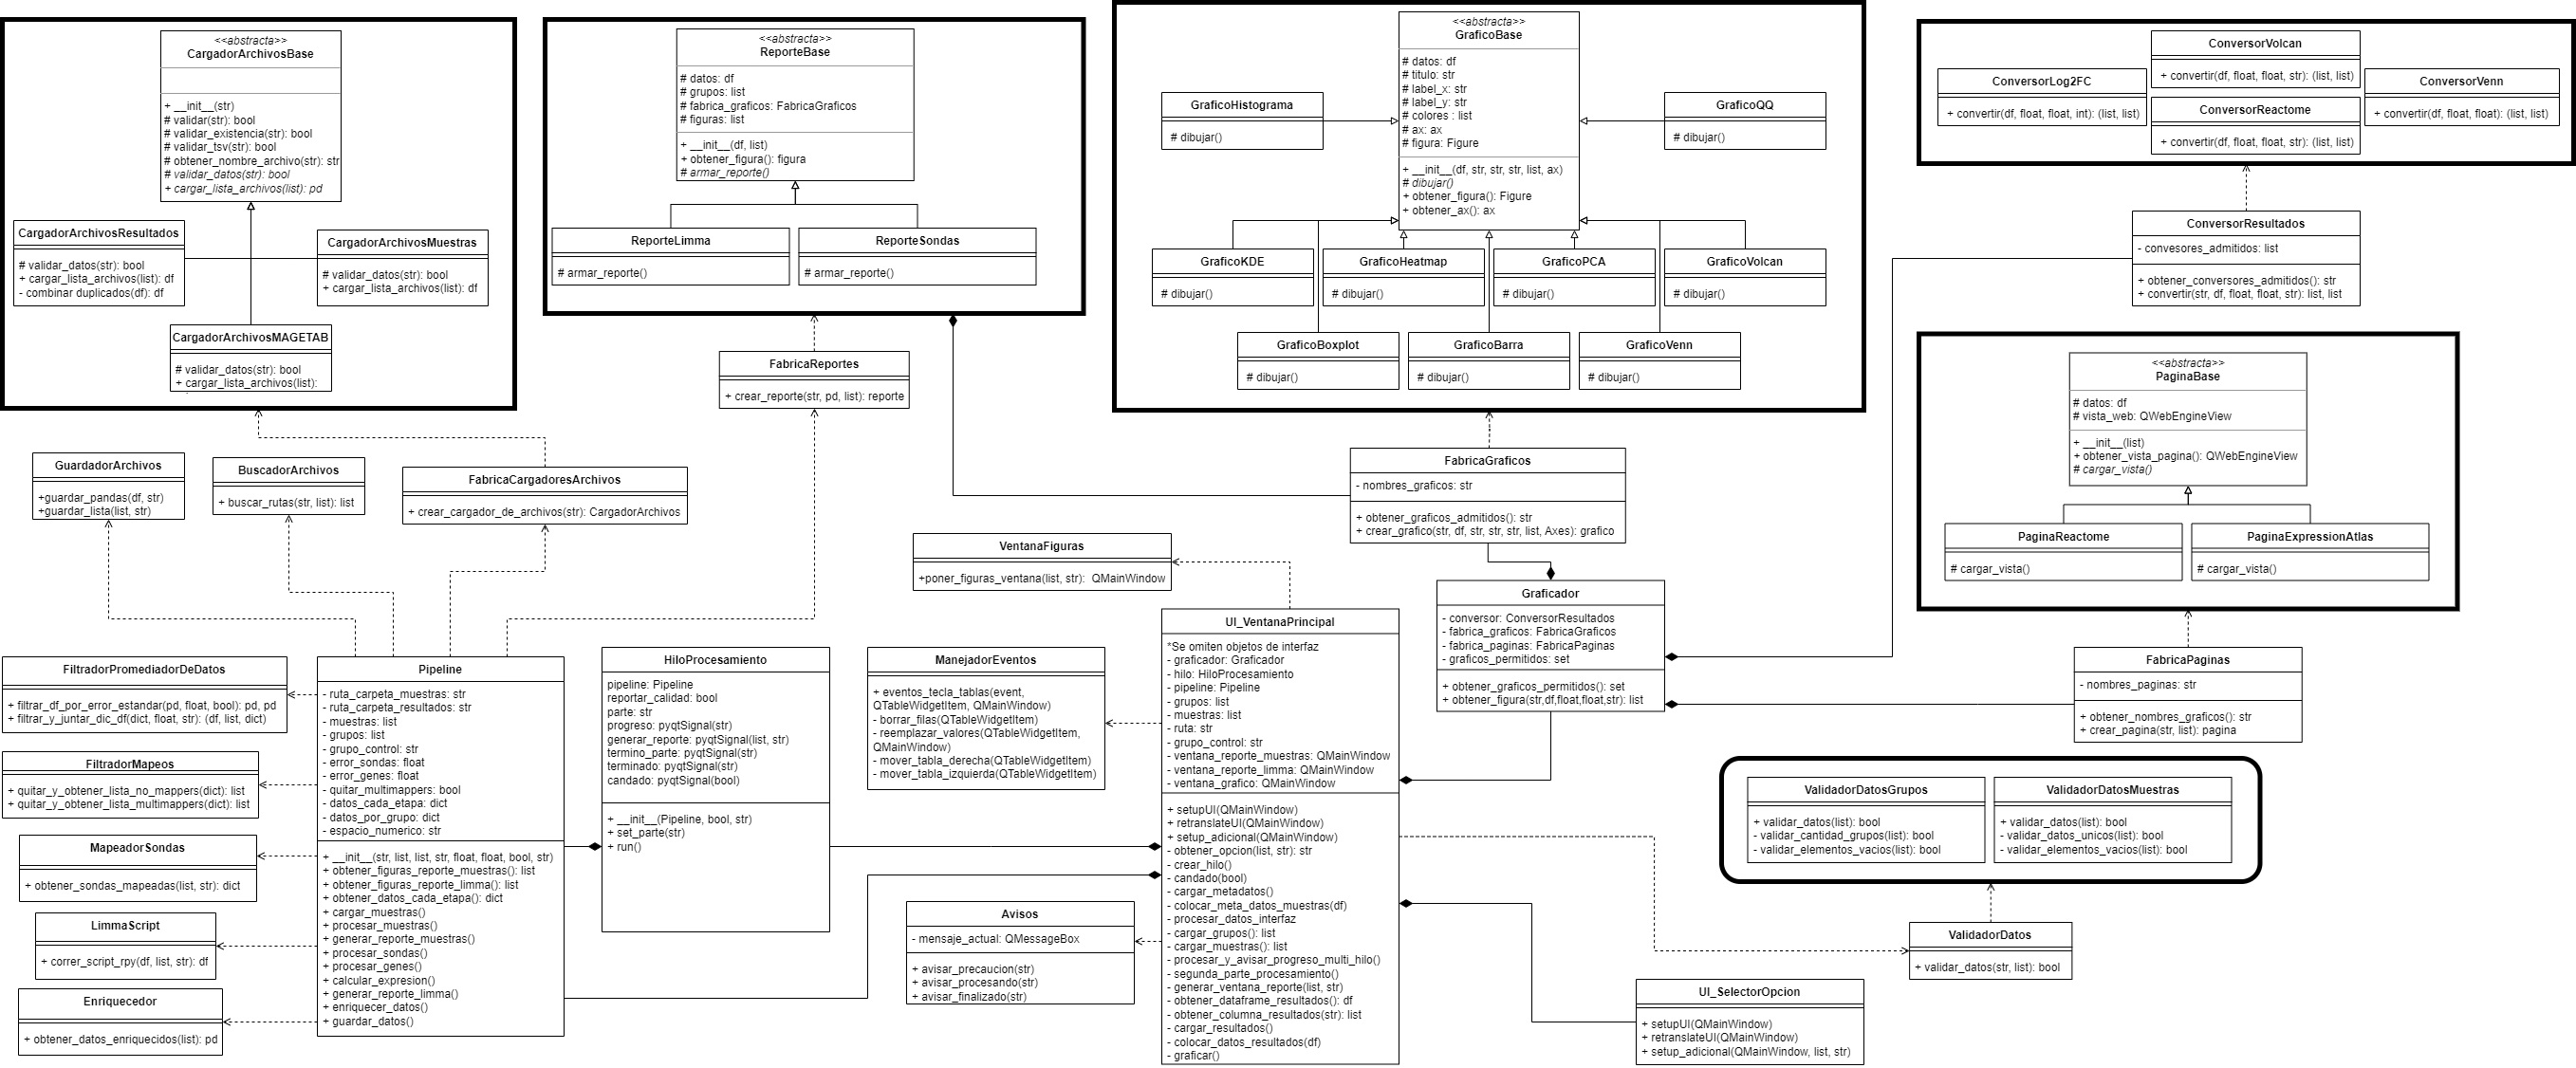 <<abstracta>>
CargadorArchivosBase
+ __init__(str)
# validar(str): bool
# validar_existencia(str): bool
# validar_tsv(str): bool
# obtener_nombre_archivo(str): str
# validar_datos(str): bool
+ cargar_lista_archivos(list): pd
CargadorArchivosResultados
# validar_datos(str): bool
+ cargar_lista_archivos(list): df
- combinar duplicados(df): df
CargadorArchivosMuestras
# validar_datos(str): bool
+ cargar_lista_archivos(list): df
CargadorArchivosMAGETAB
# validar_datos(str): bool
+ cargar_lista_archivos(list):
<<abstracta>>
ReporteBase
# datos: df
# grupos: list
# fabrica_graficos: FabricaGraficos
# figuras: list
+ __init__(df, list)
+ obtener_figura(): figura
# armar_reporte()
ReporteLimma
# armar_reporte()
ReporteSondas
# armar_reporte()
<<abstracta>>
GraficoBase
# datos: df
# titulo: str
# label_x: str
# label_y: str
# colores : list
# ax: ax
# figura: Figure
+ __init__(df, str, str, str, list, ax)
# dibujar()
+ obtener_figura(): Figure
+ obtener_ax(): ax
GraficoHistograma
# dibujar()
GraficoQQ
# dibujar()
GraficoKDE
# dibujar()
GraficoHeatmap
# dibujar()
GraficoPCA
# dibujar()
GraficoVolcan
# dibujar()
GraficoBoxplot
# dibujar()
GraficoBarra
# dibujar()
GraficoVenn
# dibujar()
ConversorVolcan
+ convertir(df, float, float, str): (list, list)
ConversorLog2FC
+ convertir(df, float, float, int): (list, list)
ConversorReactome
+ convertir(df, float, float, str): (list, list)
ConversorVenn
+ convertir(df, float, float): (list, list)
ConversorResultados
- convesores_admitidos: list
+ obtener_conversores_admitidos(): str
+ convertir(str, df, float, float, str): list, list
<<abstracta>>
PaginaBase
# datos: df
# vista_web: QWebEngineView
+ __init__(list)
+ obtener_vista_pagina(): QWebEngineView
# cargar_vista()
PaginaReactome
# cargar_vista()
PaginaExpressionAtlas
# cargar_vista()
FabricaReportes
+ crear_reporte(str, pd, list): reporte
GuardadorArchivos
+guardar_pandas(df, str)
+guardar_lista(list, str)
BuscadorArchivos
+ buscar_rutas(str, list): list
FabricaCargadoresArchivos
+ crear_cargador_de_archivos(str): CargadorArchivos
FabricaGraficos
- nombres_graficos: str
+ obtener_graficos_admitidos(): str
+ crear_grafico(str, df, str, str, str, list, Axes): grafico
VentanaFiguras
+poner_figuras_ventana(list, str):  QMainWindow
Graficador
- conversor: ConversorResultados
- fabrica_graficos: FabricaGraficos
- fabrica_paginas: FabricaPaginas
- graficos_permitidos: set
+ obtener_graficos_permitidos(): set
+ obtener_figura(str,df,float,float,str): list
FabricaPaginas
- nombres_paginas: str
+ obtener_nombres_graficos(): str
+ crear_pagina(str, list): pagina
FiltradorPromediadorDeDatos
+ filtrar_df_por_error_estandar(pd, float, bool): pd, pd
+ filtrar_y_juntar_dic_df(dict, float, str): (df, list, dict)
FiltradorMapeos
+ quitar_y_obtener_lista_no_mappers(dict): list
+ quitar_y_obtener_lista_multimappers(dict): list
MapeadorSondas
+ obtener_sondas_mapeadas(list, str): dict
LimmaScript
+ correr_script_rpy(df, list, str): df
Enriquecedor
+ obtener_datos_enriquecidos(list): pd
Pipeline
- ruta_carpeta_muestras: str
- ruta_carpeta_resultados: str
- muestras: list
- grupos: list
- grupo_control: str
- error_sondas: float
- error_genes: float
- quitar_multimappers: bool
- datos_cada_etapa: dict
- datos_por_grupo: dict
- espacio_numerico: str
+ __init__(str, list, list, str, float, float, bool, str)
+ obtener_figuras_reporte_muestras(): list
+ obtener_figuras_reporte_limma(): list
+ obtener_datos_cada_etapa(): dict
+ cargar_muestras()
+ procesar_muestras()
+ generar_reporte_muestras()
+ procesar_sondas()
+ procesar_genes()
+ calcular_expresion()
+ generar_reporte_limma()
+ enriquecer_datos()
+ guardar_datos()
HiloProcesamiento
pipeline: Pipeline
reportar_calidad: bool
parte: str
progreso: pyqtSignal(str)
generar_reporte: pyqtSignal(list, str)
termino_parte: pyqtSignal(str)
terminado: pyqtSignal(str)
candado: pyqtSignal(bool)
+ __init__(Pipeline, bool, str)
+ set_parte(str)
+ run()
ManejadorEventos
+ eventos_tecla_tablas(event,
QTableWidgetItem, QMainWindow)
- borrar_filas(QTableWidgetItem)
- reemplazar_valores(QTableWidgetItem,
QMainWindow)
- mover_tabla_derecha(QTableWidgetItem)
- mover_tabla_izquierda(QTableWidgetItem)
Avisos
- mensaje_actual: QMessageBox
+ avisar_precaucion(str)
+ avisar_procesando(str)
+ avisar_finalizado(str)
UI_VentanaPrincipal
*Se omiten objetos de interfaz
- graficador: Graficador
- hilo: HiloProcesamiento
- pipeline: Pipeline
- grupos: list
- muestras: list
- ruta: str
- grupo_control: str
- ventana_reporte_muestras: QMainWindow
- ventana_reporte_limma: QMainWindow
- ventana_grafico: QMainWindow
+ setupUI(QMainWindow)
+ retranslateUI(QMainWindow)
+ setup_adicional(QMainWindow)
- obtener_opcion(list, str): str
- crear_hilo()
- candado(bool)
- cargar_metadatos()
- colocar_meta_datos_muestras(df)
- procesar_datos_interfaz
- cargar_grupos(): list
- cargar_muestras(): list
- procesar_y_avisar_progreso_multi_hilo()
- segunda_parte_procesamiento()
- generar_ventana_reporte(list, str)
- obtener_dataframe_resultados(): df
- obtener_columna_resultados(str): list
- cargar_resultados()
- colocar_datos_resultados(df)
- graficar()
ValidadorDatosGrupos
+ validar_datos(list): bool
- validar_cantidad_grupos(list): bool
- validar_elementos_vacios(list): bool
ValidadorDatosMuestras
+ validar_datos(list): bool
- validar_datos_unicos(list): bool
- validar_elementos_vacios(list): bool
ValidadorDatos
+ validar_datos(str, list): bool
UI_SelectorOpcion
+ setupUI(QMainWindow)
+ retranslateUI(QMainWindow)
+ setup_adicional(QMainWindow, list, str)